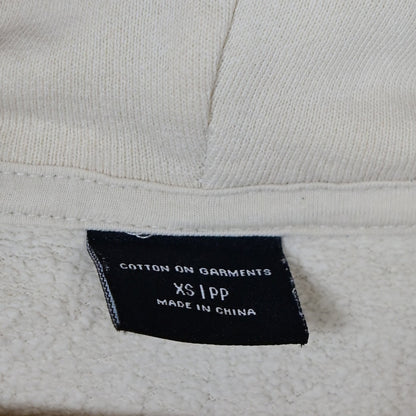 COTTON ON GARMENTS
XS | PP
MADE IN CHINA